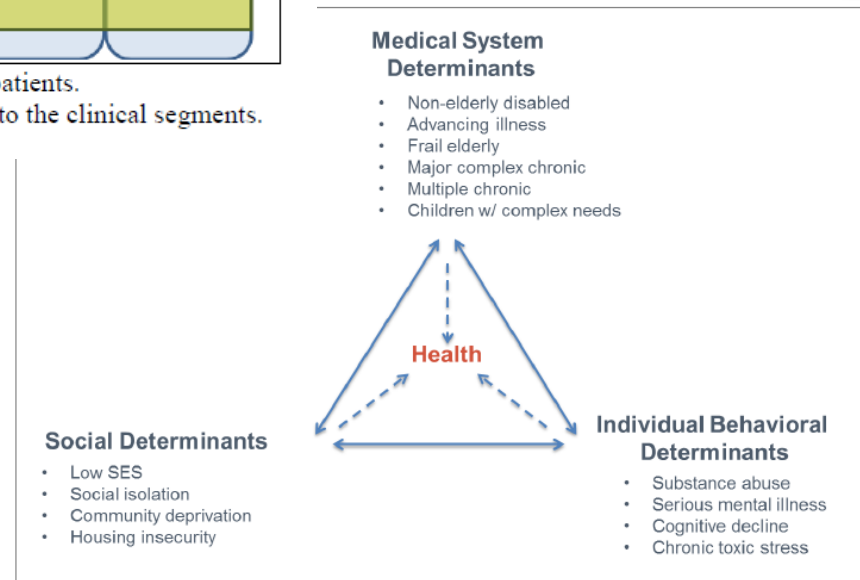 patients.
to the clinical segments.
Medical System
Determinants
• Non-elderly disabled
• Advancing illness
• Frail elderly
• Major complex chronic
• Multiple chronic
• Children w/ complex needs
Health
Social Determinants
• Low SES
• Social isolation
• Community deprivation
• Housing insecurity
Individual Behavioral
Determinants
• Substance abuse
• Serious mental illness
• Cognitive decline
• Chronic toxic stress